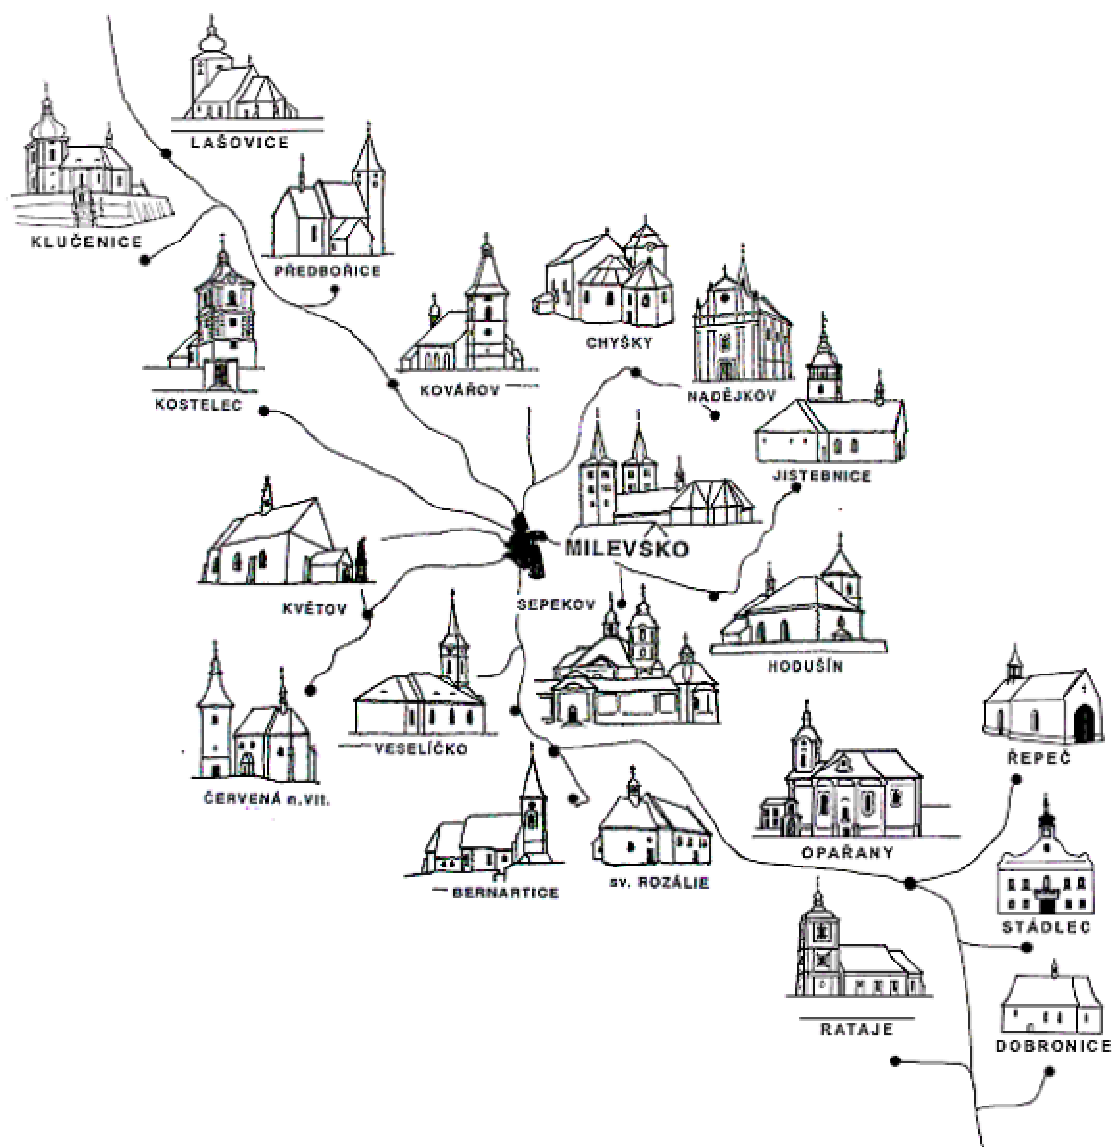 LAŠOVICE
KLUČENICE
PŘEDBOŘICE
CHYŠKY
KOVÁŘOV
NADĚJKOV
KOSTELEC
JISTEBNICE
MILEVSKO
KVĚTOV
SEPEKOV
HODUŠÍN
VESELÍČKO
ŘEPEČ
ČERVENÁ n.Vlt.
OPAŘANY
BERNARTICE
sv. ROZÁLIE
STÁDLEC
RATAJE
DOBRONICE